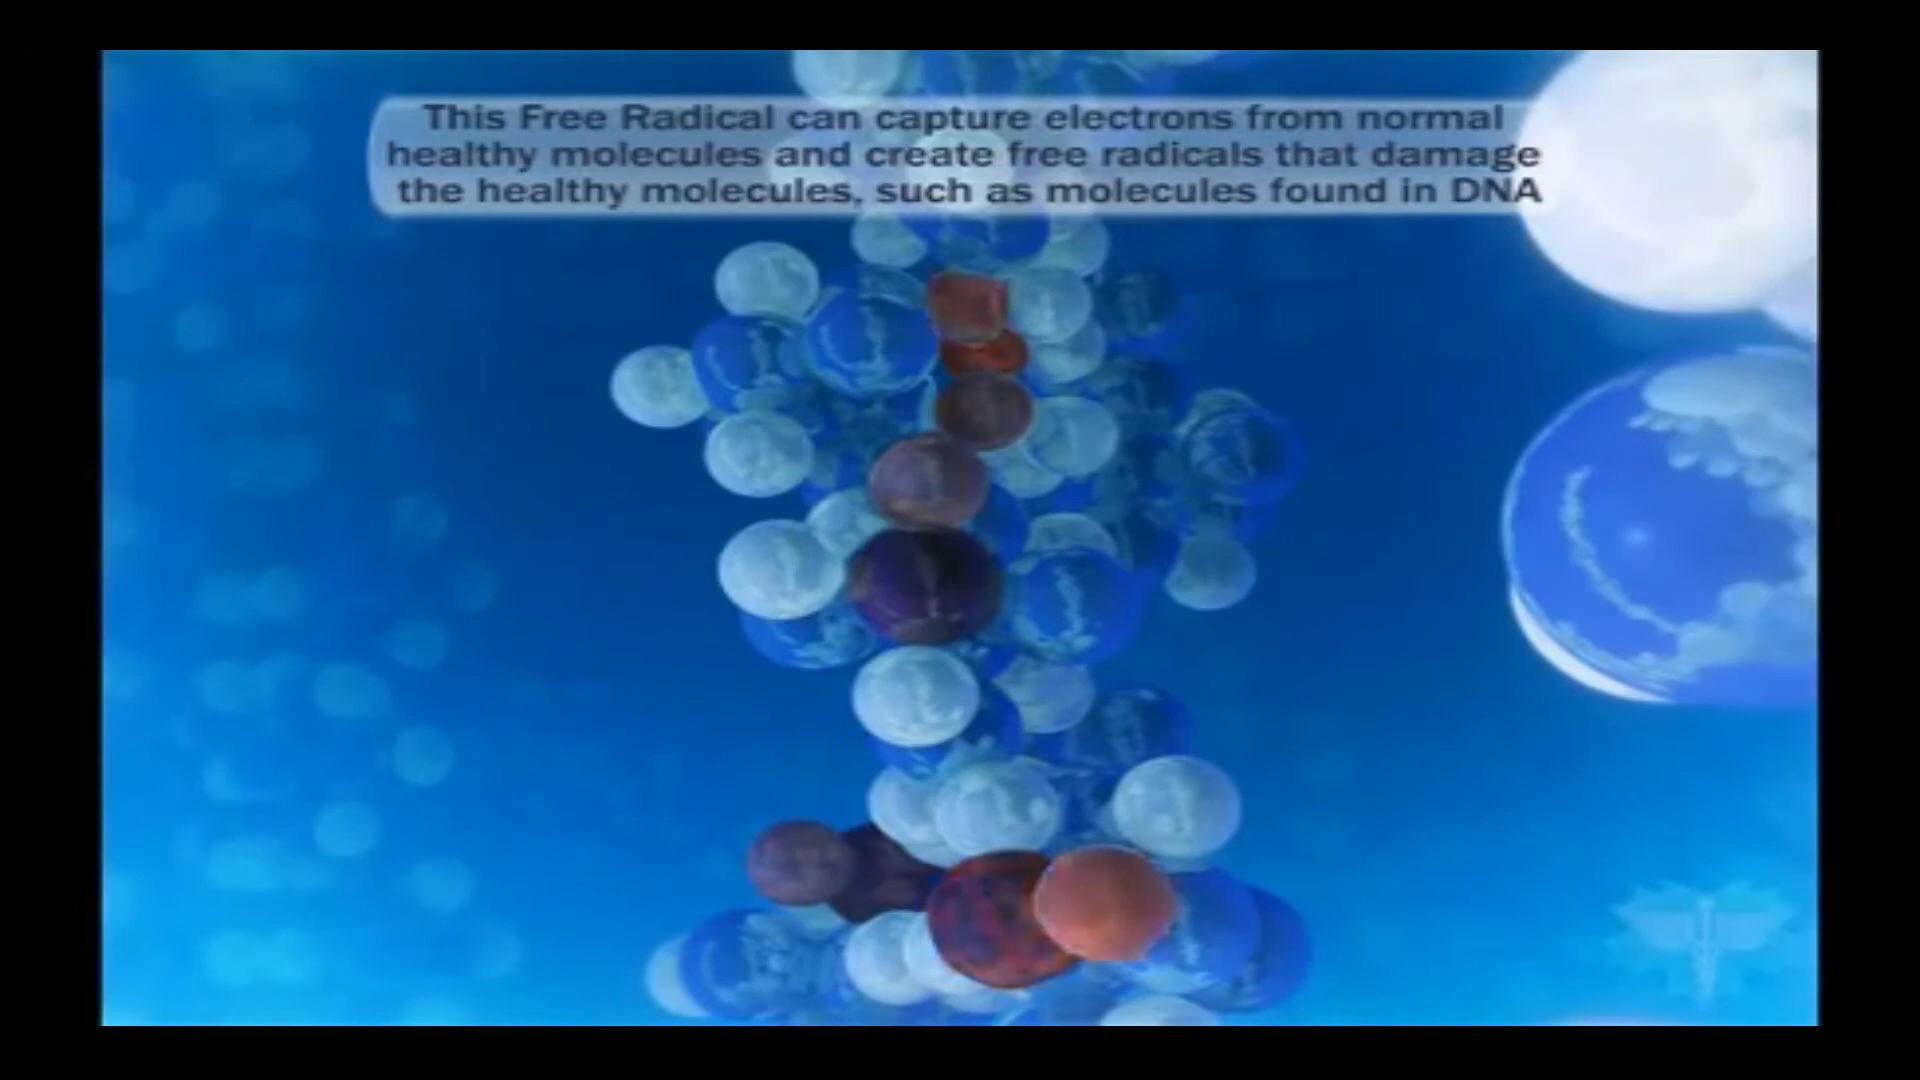 This Free Radical can capture electrons from normal
healthy molecules and create free radicals that damage
the healthy molecules, such as molecules found in DNA